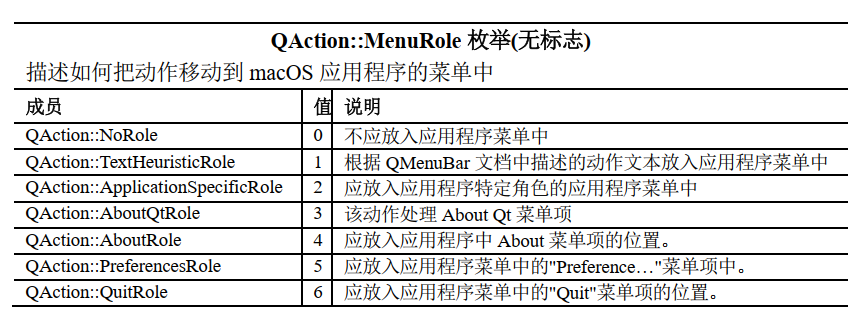 QAction::MenuRole 枚举(无标志)
描述如何把动作移动到 macOS 应用程序的菜单中
成员 值 说明
QAction::NoRole 0 不应放入应用程序菜单中
QAction::TextHeuristicRole 1 根据 QMenuBar 文档中描述的动作文本放入应用程序菜单中
QAction::ApplicationSpecificRole 2 应放入应用程序特定角色的应用程序菜单中
QAction::AboutQtRole 3 该动作处理 About Qt 菜单项
QAction::AboutRole 4 应放入应用程序中 About 菜单项的位置。
QAction::PreferencesRole 5 应放入应用程序菜单中的"Preference…"菜单项中。
QAction::QuitRole 6 应放入应用程序菜单中的"Quit"菜单项的位置。